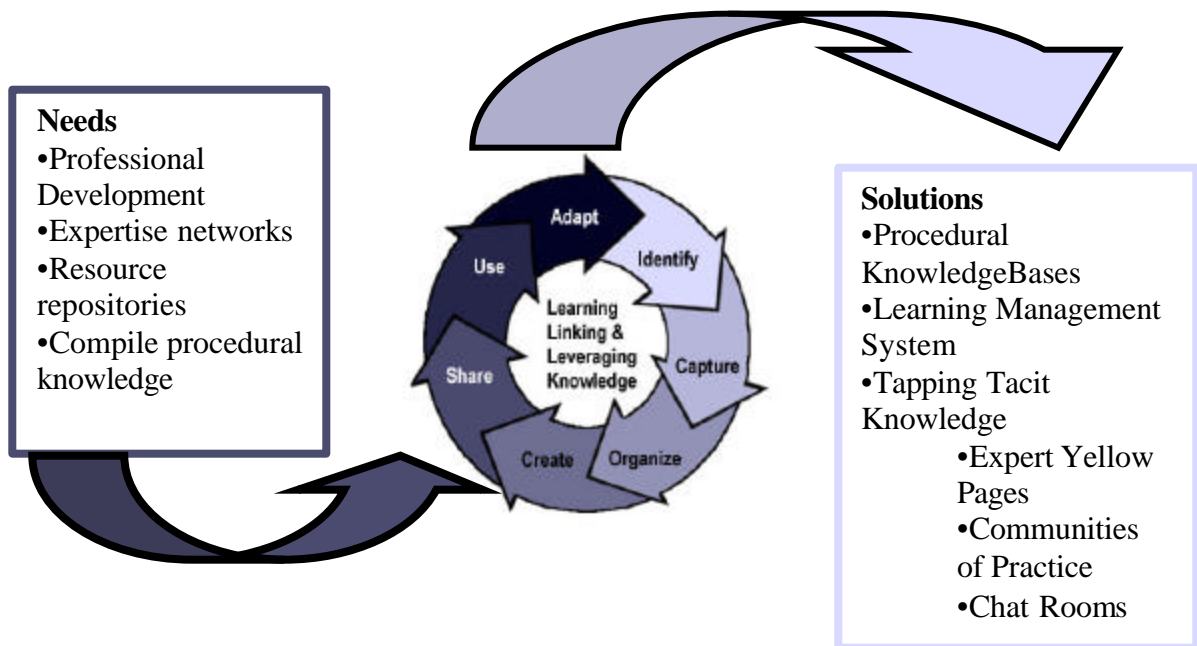 Needs
•Professional
Development
•Expertise networks
•Resource
repositories
•Compile procedural
knowledge
Adapt
Identify
Capture
Organize
Create
Share
Use
Learning
Linking &
Leveraging
Knowledge
Solutions
•Procedural
KnowledgeBases
•Learning Management
System
•Tapping Tacit
Knowledge
•Expert Yellow
Pages
•Communities
of Practice
•Chat Rooms